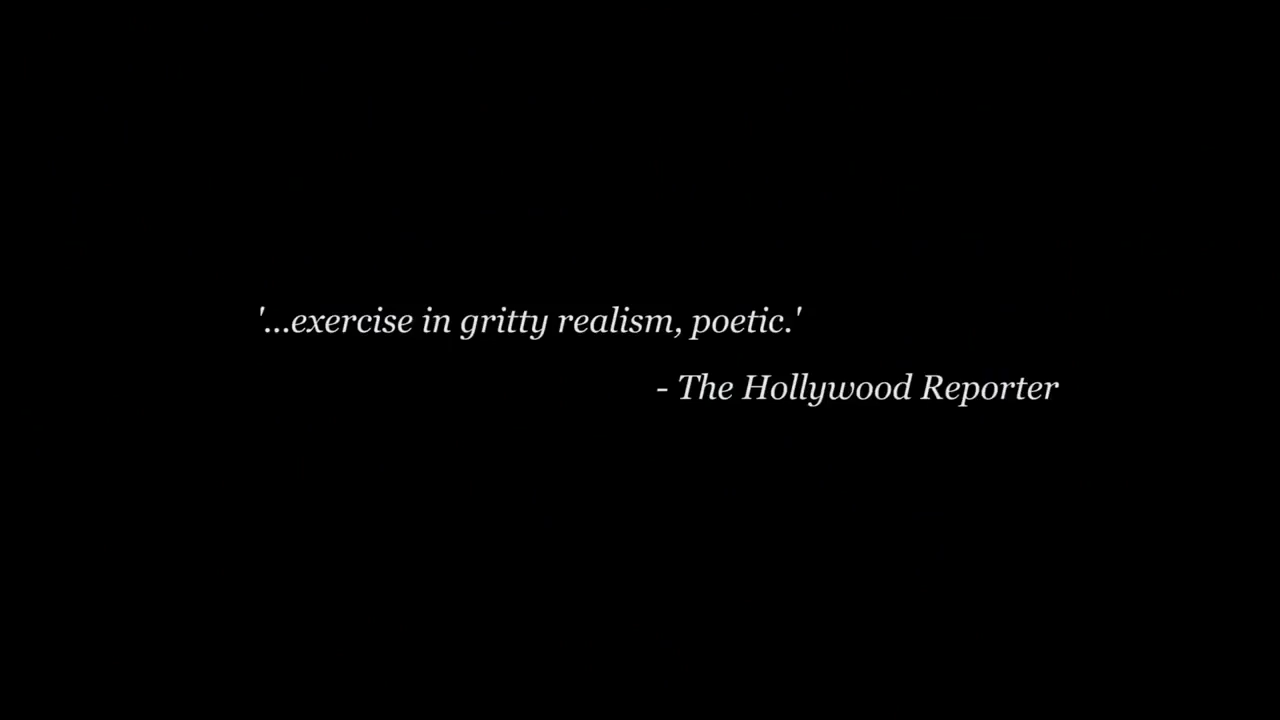 '...exercise in gritty realism, poetic.'
- The Hollywood Reporter